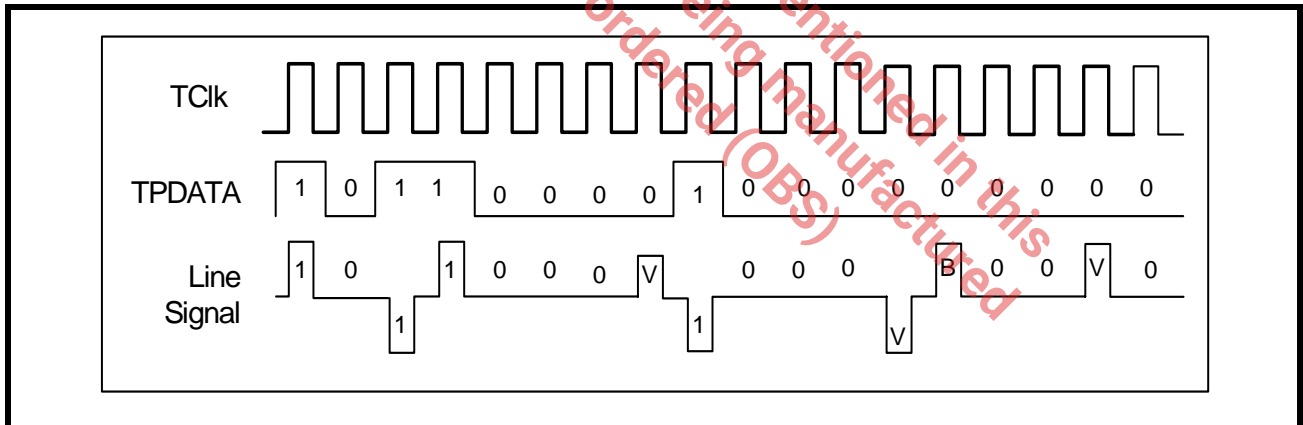 entioned in this
eing manufactured
ordered (OBS)
TClk
TPDATA 1 0 1 1 0 0 0 0 1 0 0 0 0 0 0 0 0 0
Line Signal 1 0 1 1 0 0 0 V 1 0 0 0 V B 0 0 V 0